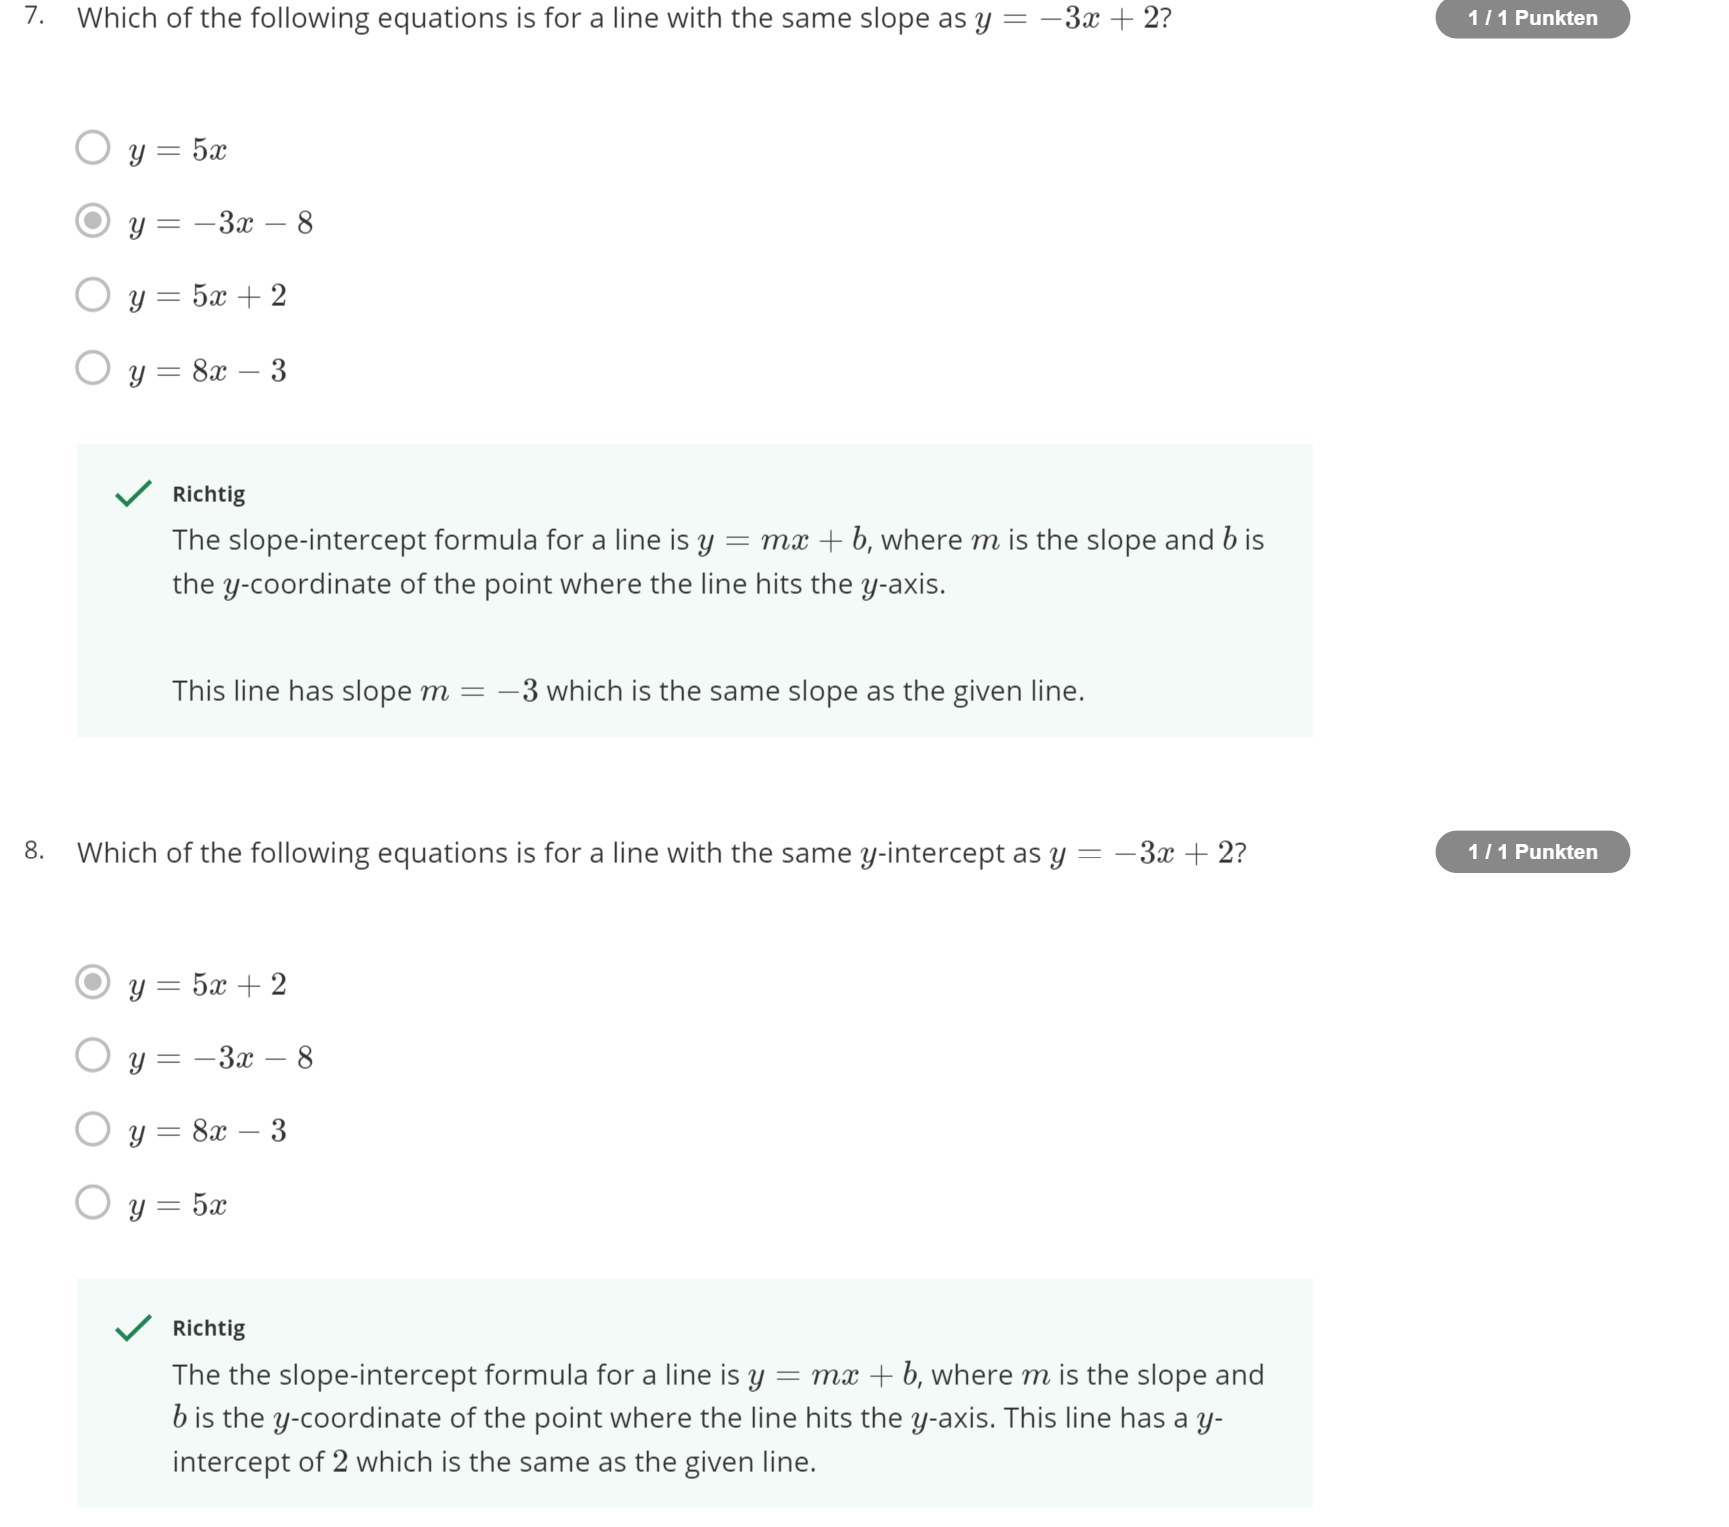 7. Which of the following equations is for a line with the same slope as y = −3x + 2?
1 / 1 Punkten
y = 5x
y = −3x − 8
y = 5x + 2
y = 8x − 3
Richtig
The slope-intercept formula for a line is y = mx + b, where m is the slope and b is
the y-coordinate of the point where the line hits the y-axis.
This line has slope m = −3 which is the same slope as the given line.
8. Which of the following equations is for a line with the same y-intercept as y = −3x + 2?
1 / 1 Punkten
y = 5x + 2
y = −3x − 8
y = 8x − 3
y = 5x
Richtig
The the slope-intercept formula for a line is y = mx + b, where m is the slope and
b is the y-coordinate of the point where the line hits the y-axis. This line has a y-
intercept of 2 which is the same as the given line.